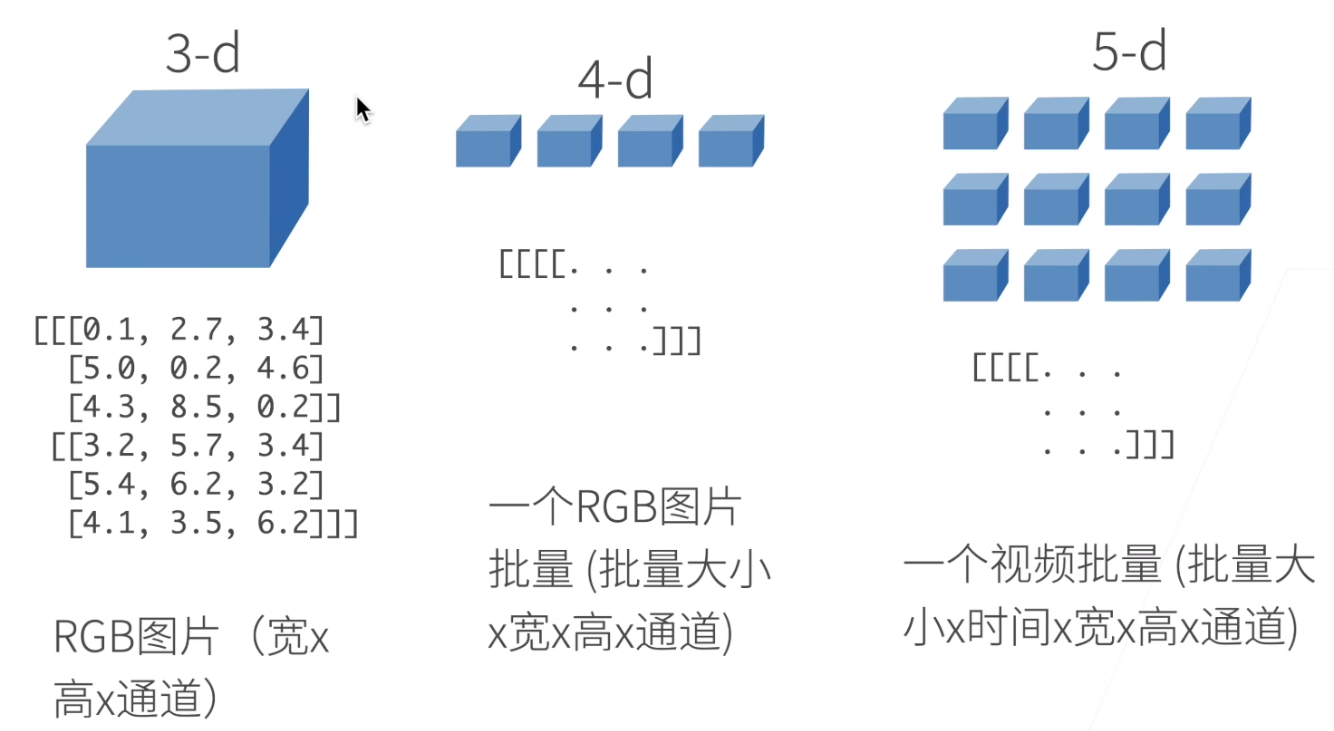 3-d
[[[0.1, 2.7, 3.4]
[5.0, 0.2, 4.6]
[4.3, 8.5, 0.2]]
[[3.2, 5.7, 3.4]
[5.4, 6.2, 3.2]
[4.1, 3.5, 6.2]]]
RGB图片（宽x
高x通道）
4-d
[[[[. . .
. . .
. . .]]]
一个RGB图片
批量 (批量大小
x宽x高x通道)
5-d
[[[[. . .
. . .
. . .]]]
一个视频批量 (批量大
小x时间x宽x高x通道)